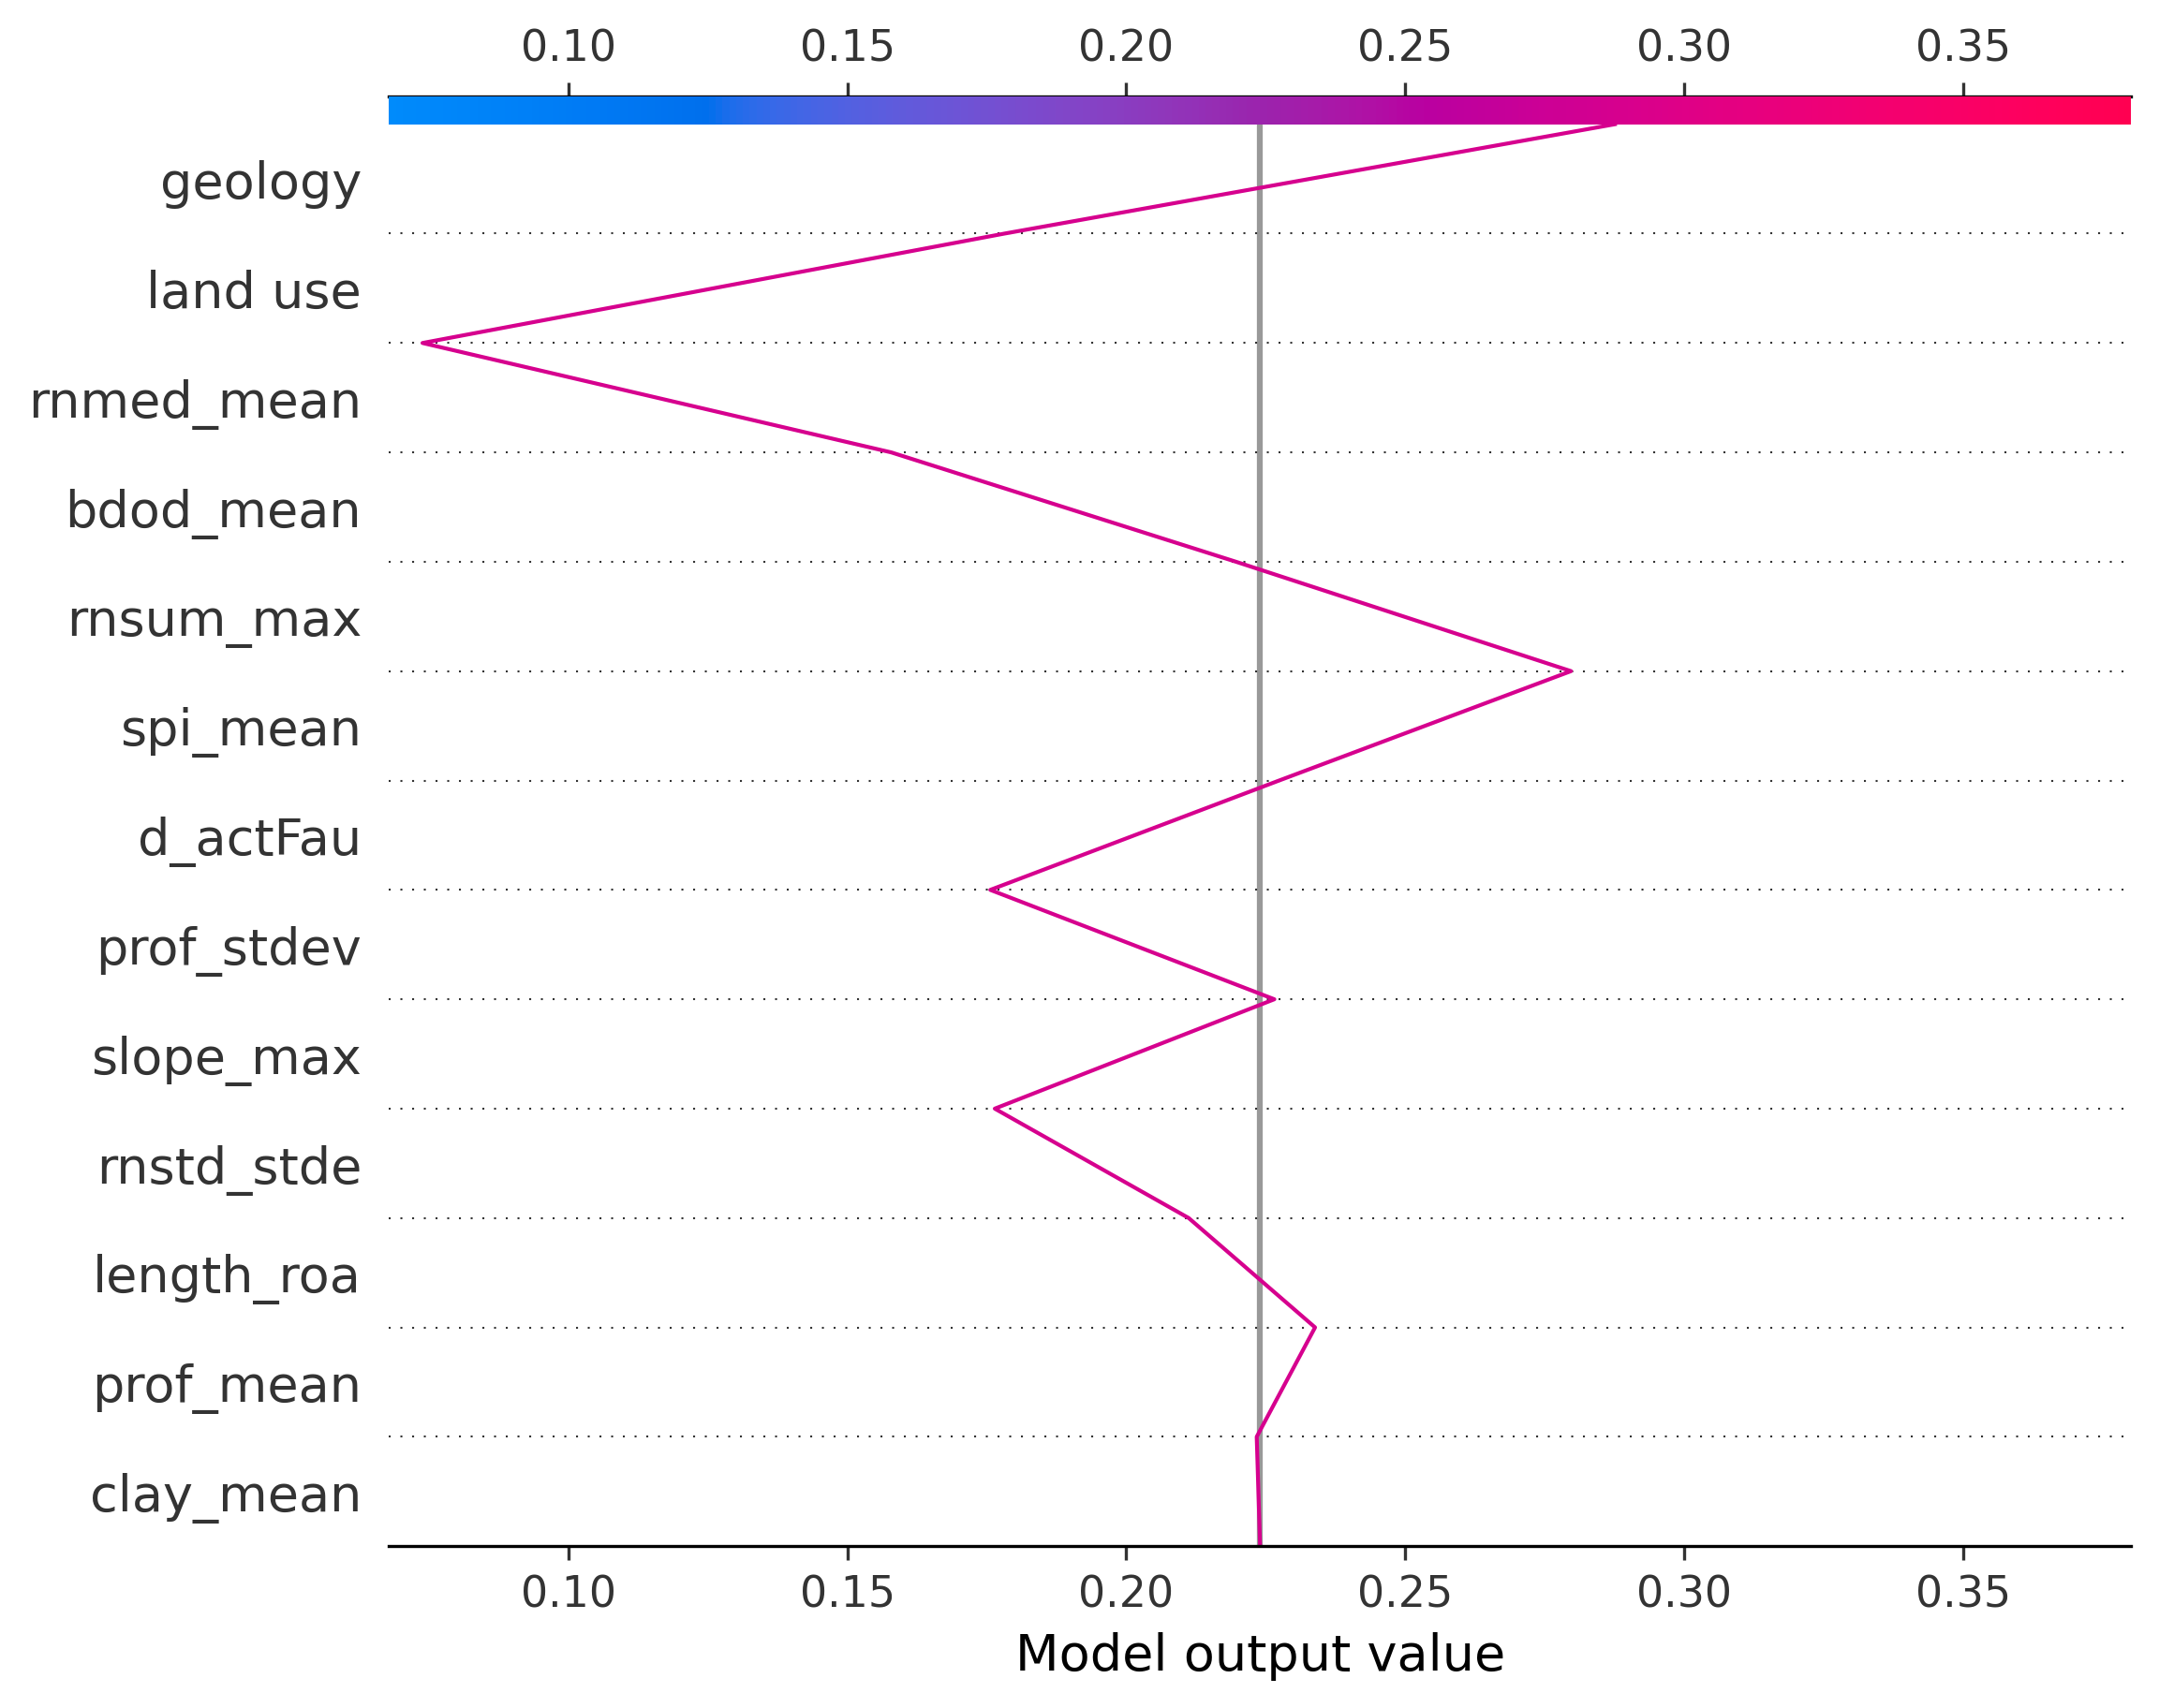 0.10 0.15 0.20 0.25 0.30 0.35
geology
land use
rnmed_mean
bdod_mean
rnsum_max
spi_mean
d_actFau
prof_stdev
slope_max
rnstd_stde
length_roa
prof_mean
clay_mean
0.10 0.15 0.20 0.25 0.30 0.35
Model output value